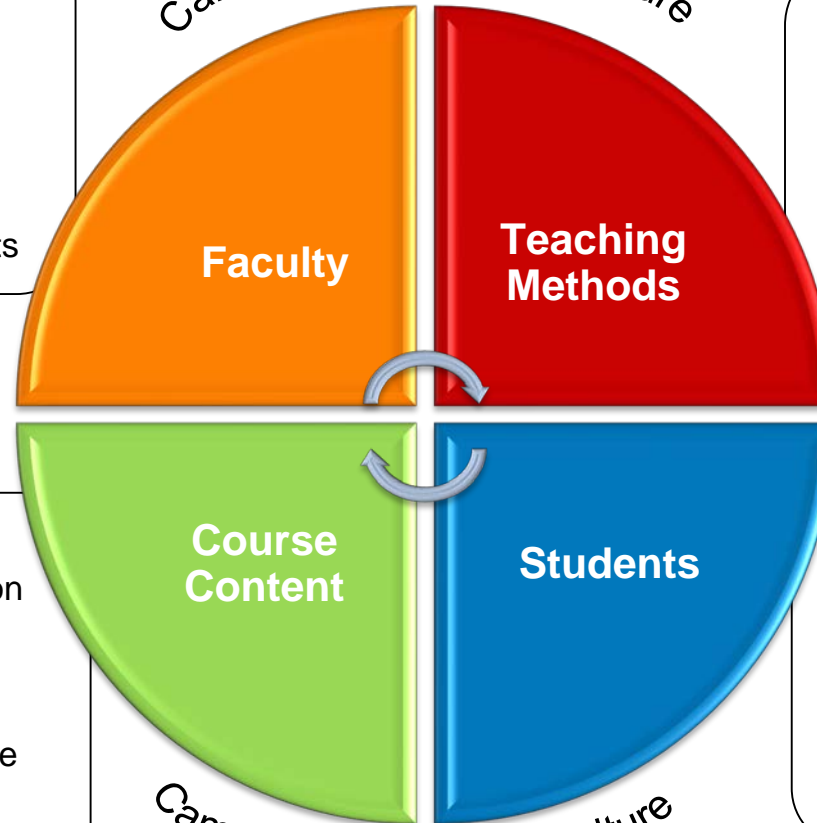 Faculty
Teaching
Methods
Course
Content
Students